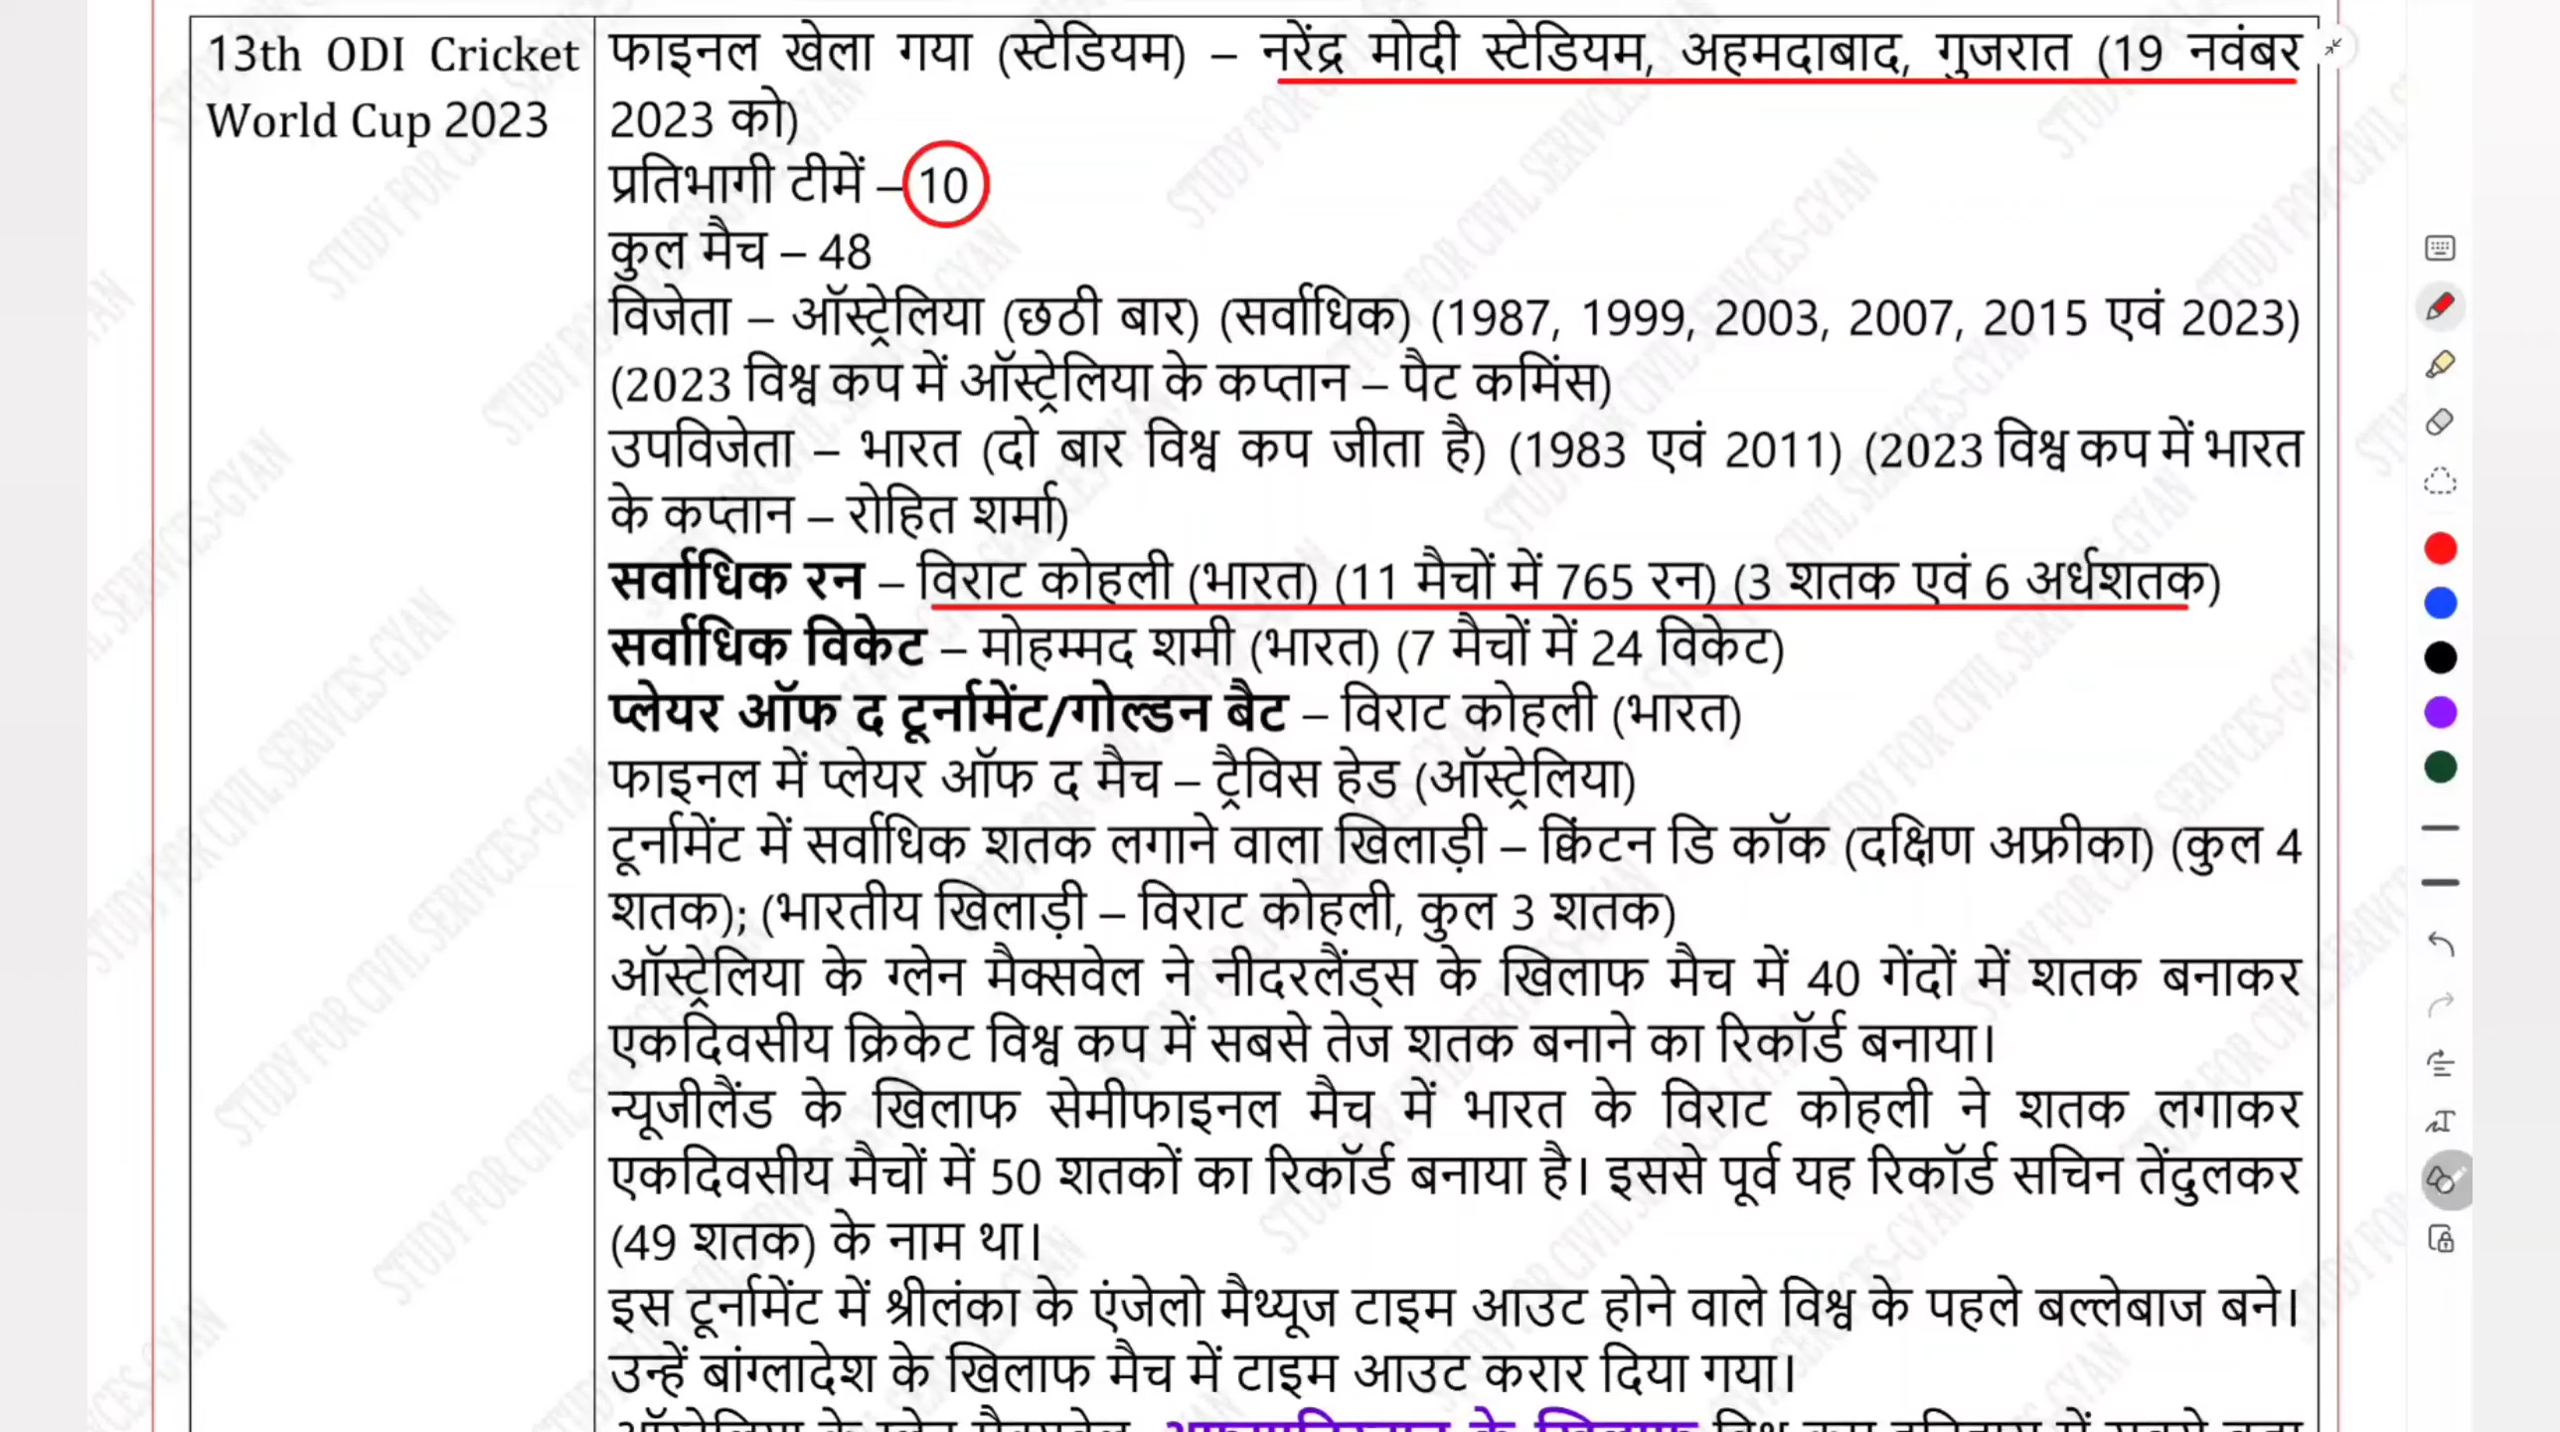 13th ODI Cricket
World Cup 2023
फाइनल खेला गया (स्टेडियम) – नरेंद्र मोदी स्टेडियम, अहमदाबाद, गुजरात (19 नवंबर
2023 को)
प्रतिभागी टीमें – 10
कुल मैच – 48
विजेता – ऑस्ट्रेलिया (छठी बार) (सर्वाधिक) (1987, 1999, 2003, 2007, 2015 एवं 2023)
(2023 विश्व कप में ऑस्ट्रेलिया के कप्तान – पैट कमिंस)
उपविजेता – भारत (दो बार विश्व कप जीता है) (1983 एवं 2011) (2023 विश्व कप में भारत
के कप्तान – रोहित शर्मा)
सर्वाधिक रन – विराट कोहली (भारत) (11 मैचों में 765 रन) (3 शतक एवं 6 अर्धशतक)
सर्वाधिक विकेट – मोहम्मद शमी (भारत) (7 मैचों में 24 विकेट)
प्लेयर ऑफ द टूर्नामेंट/गोल्डन बैट – विराट कोहली (भारत)
फाइनल में प्लेयर ऑफ द मैच – ट्रैविस हेड (ऑस्ट्रेलिया)
टूर्नामेंट में सर्वाधिक शतक लगाने वाला खिलाड़ी – क्विंटन डि कॉक (दक्षिण अफ्रीका) (कुल 4
शतक); (भारतीय खिलाड़ी – विराट कोहली, कुल 3 शतक)
ऑस्ट्रेलिया के ग्लेन मैक्सवेल ने नीदरलैंड्स के खिलाफ मैच में 40 गेंदों में शतक बनाकर
एकदिवसीय क्रिकेट विश्व कप में सबसे तेज शतक बनाने का रिकॉर्ड बनाया।
न्यूजीलैंड के खिलाफ सेमीफाइनल मैच में भारत के विराट कोहली ने शतक लगाकर
एकदिवसीय मैचों में 50 शतकों का रिकॉर्ड बनाया है। इससे पूर्व यह रिकॉर्ड सचिन तेंदुलकर
(49 शतक) के नाम था।
इस टूर्नामेंट में श्रीलंका के एंजेलो मैथ्यूज टाइम आउट होने वाले विश्व के पहले बल्लेबाज बने।
उन्हें बांग्लादेश के खिलाफ मैच में टाइम आउट करार दिया गया।
STUDY FOR CIVIL SERIVCES-GYAN